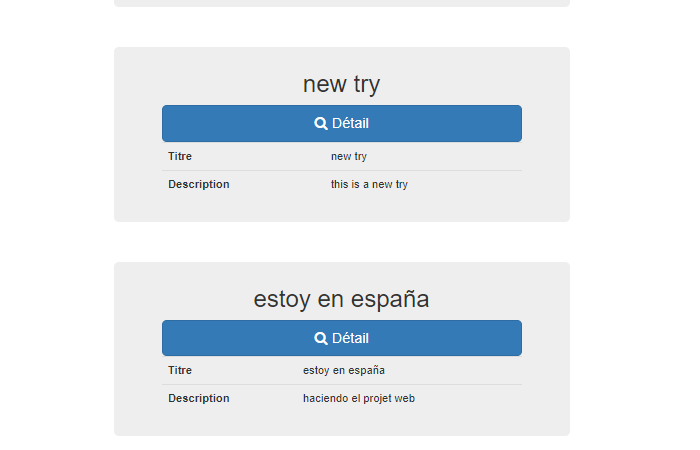 new try
Détail
Titre new try
Description this is a new try
estoy en españa
Détail
Titre estoy en españa
Description haciendo el projet web